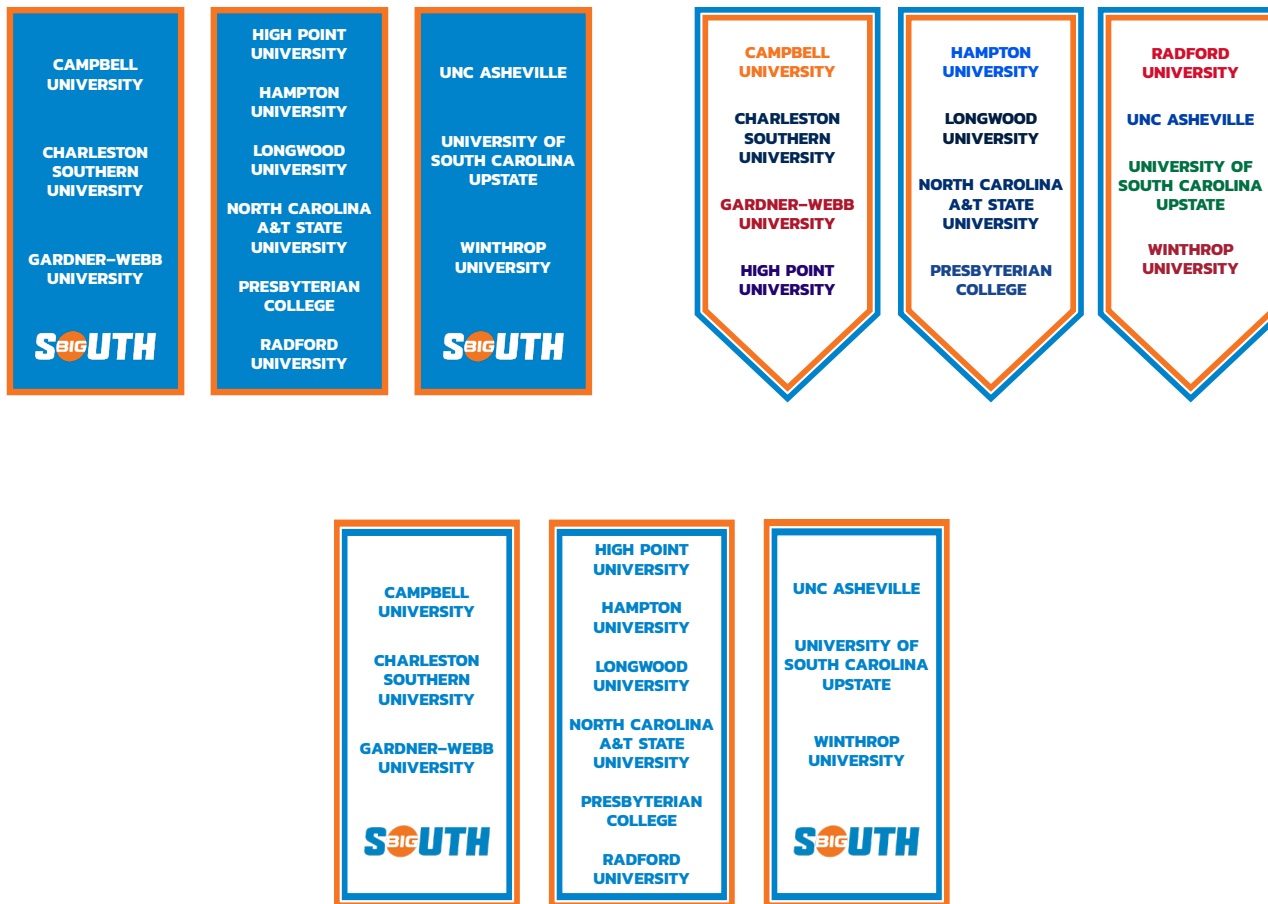 CAMPBELL
UNIVERSITY
CHARLESTON
SOUTHERN
UNIVERSITY
GARDNER–WEBB
UNIVERSITY
SBIGUTH
HIGH POINT
UNIVERSITY
HAMPTON
UNIVERSITY
LONGWOOD
UNIVERSITY
NORTH CAROLINA
A&T STATE
UNIVERSITY
PRESBYTERIAN
COLLEGE
RADFORD
UNIVERSITY
UNC ASHEVILLE
UNIVERSITY OF
SOUTH CAROLINA
UPSTATE
WINTHROP
UNIVERSITY
SBIGUTH
CAMPBELL
UNIVERSITY
CHARLESTON
SOUTHERN
UNIVERSITY
GARDNER–WEBB
UNIVERSITY
HIGH POINT
UNIVERSITY
HAMPTON
UNIVERSITY
LONGWOOD
UNIVERSITY
NORTH CAROLINA
A&T STATE
UNIVERSITY
PRESBYTERIAN
COLLEGE
RADFORD
UNIVERSITY
UNC ASHEVILLE
UNIVERSITY OF
SOUTH CAROLINA
UPSTATE
WINTHROP
UNIVERSITY
CAMPBELL
UNIVERSITY
CHARLESTON
SOUTHERN
UNIVERSITY
GARDNER–WEBB
UNIVERSITY
SBIGUTH
HIGH POINT
UNIVERSITY
HAMPTON
UNIVERSITY
LONGWOOD
UNIVERSITY
NORTH CAROLINA
A&T STATE
UNIVERSITY
PRESBYTERIAN
COLLEGE
RADFORD
UNIVERSITY
UNC ASHEVILLE
UNIVERSITY OF
SOUTH CAROLINA
UPSTATE
WINTHROP
UNIVERSITY
SBIGUTH